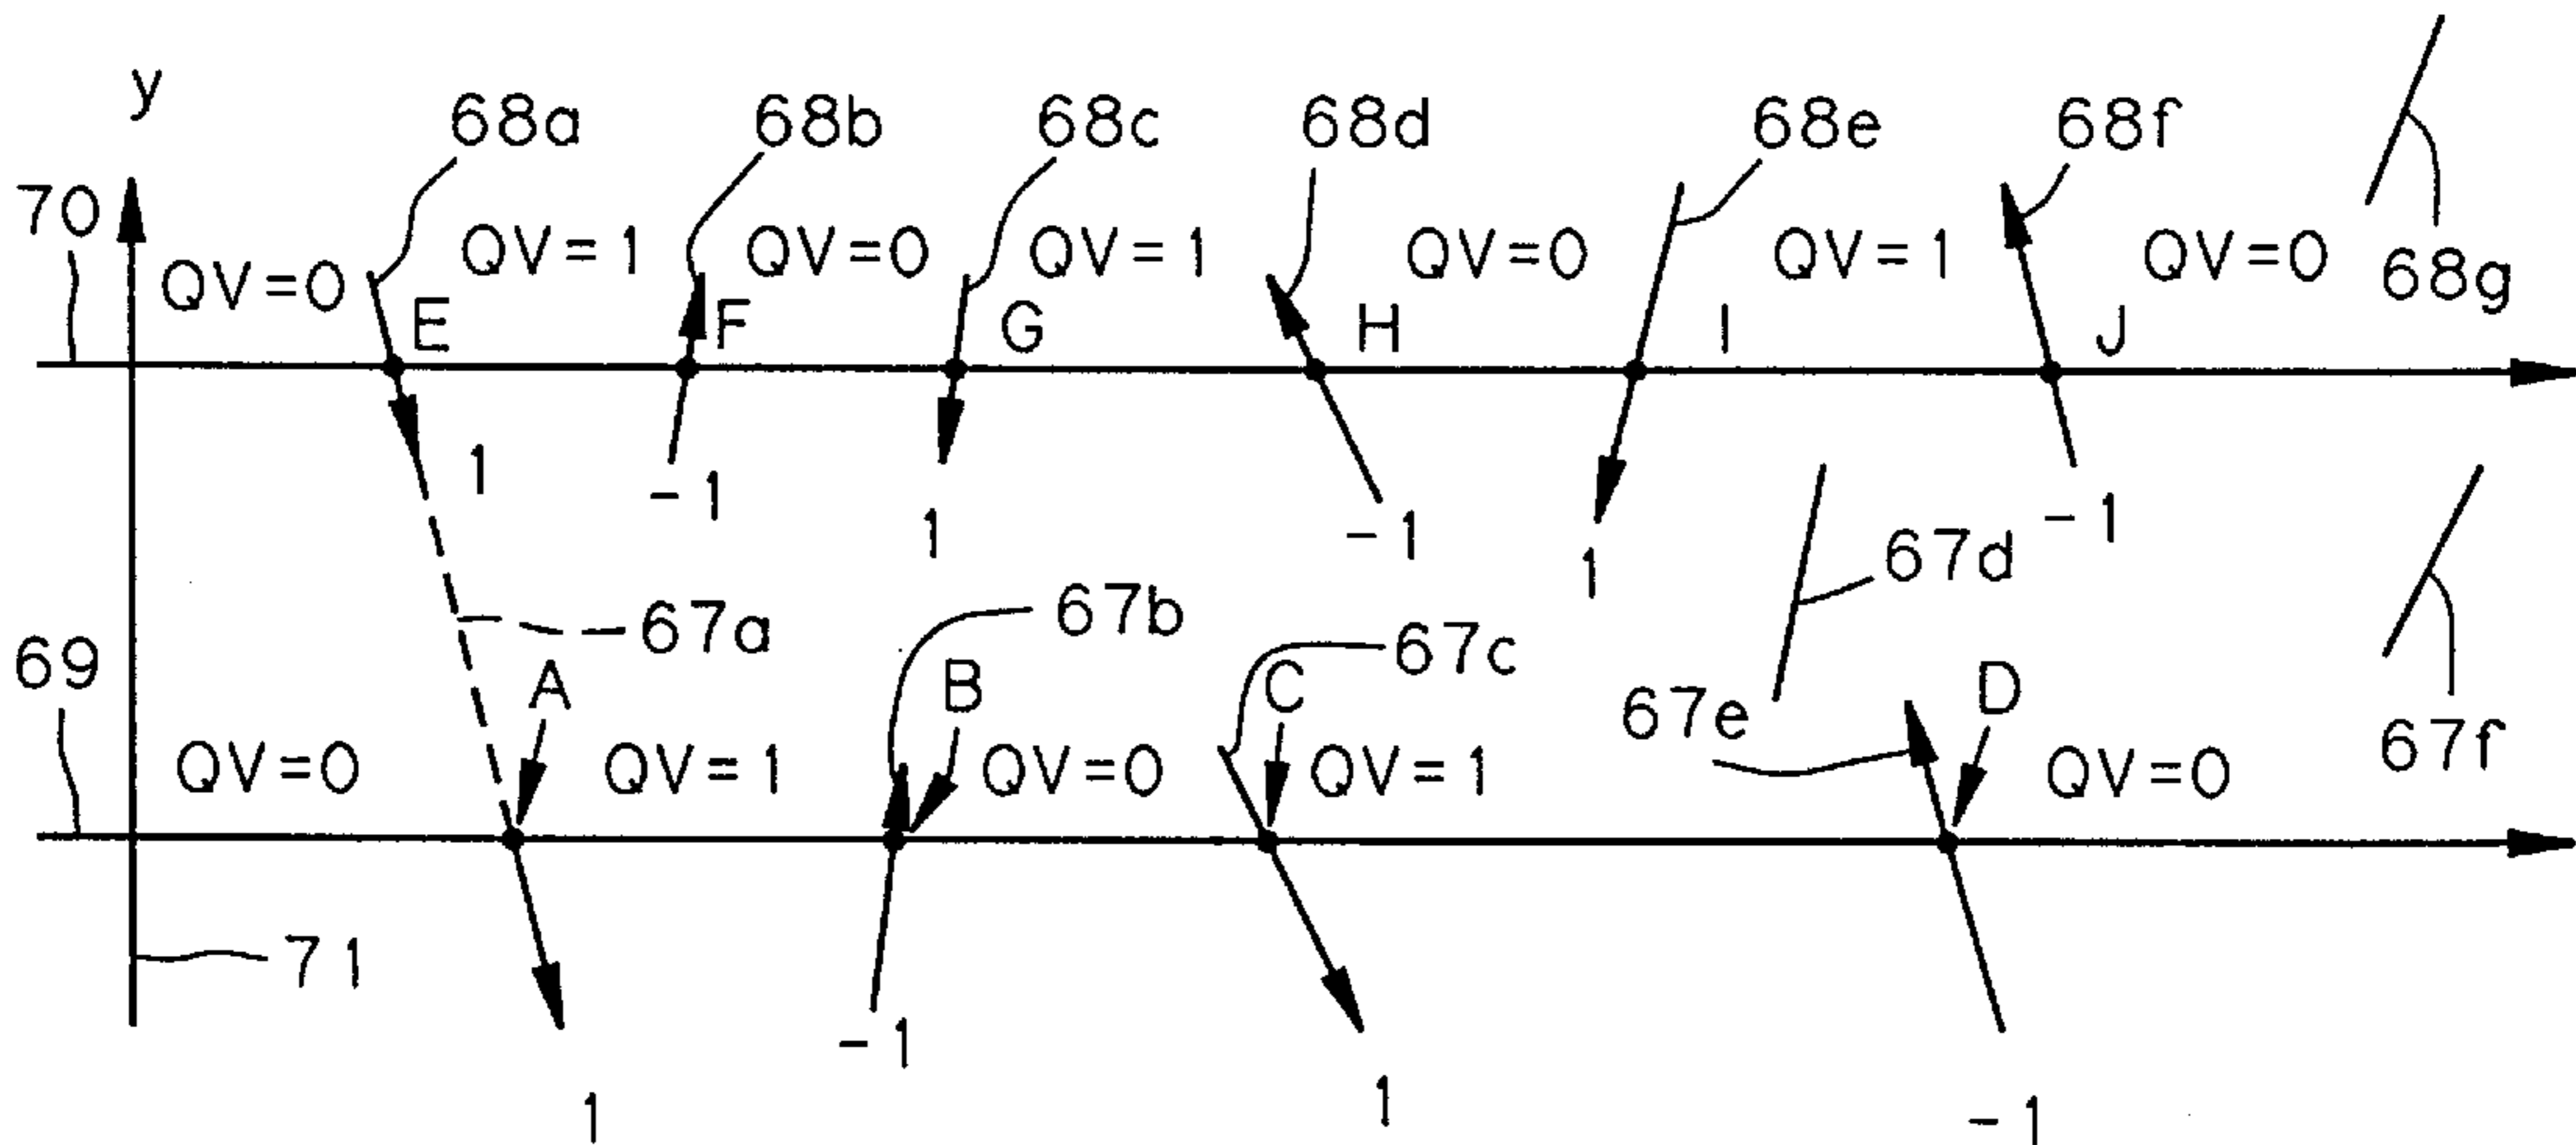 y
68a 68b 68c 68d 68e 68f
70
QV=0 QV=1 QV=0 QV=1 QV=0 QV=1 QV=0 68g
E F G H I J
1 -1 1 -1 1 -1
67d
67a 67b 67c
69 A B C 67e D 67f
QV=0 QV=1 QV=0 QV=1 QV=0
71
1 -1 1 -1